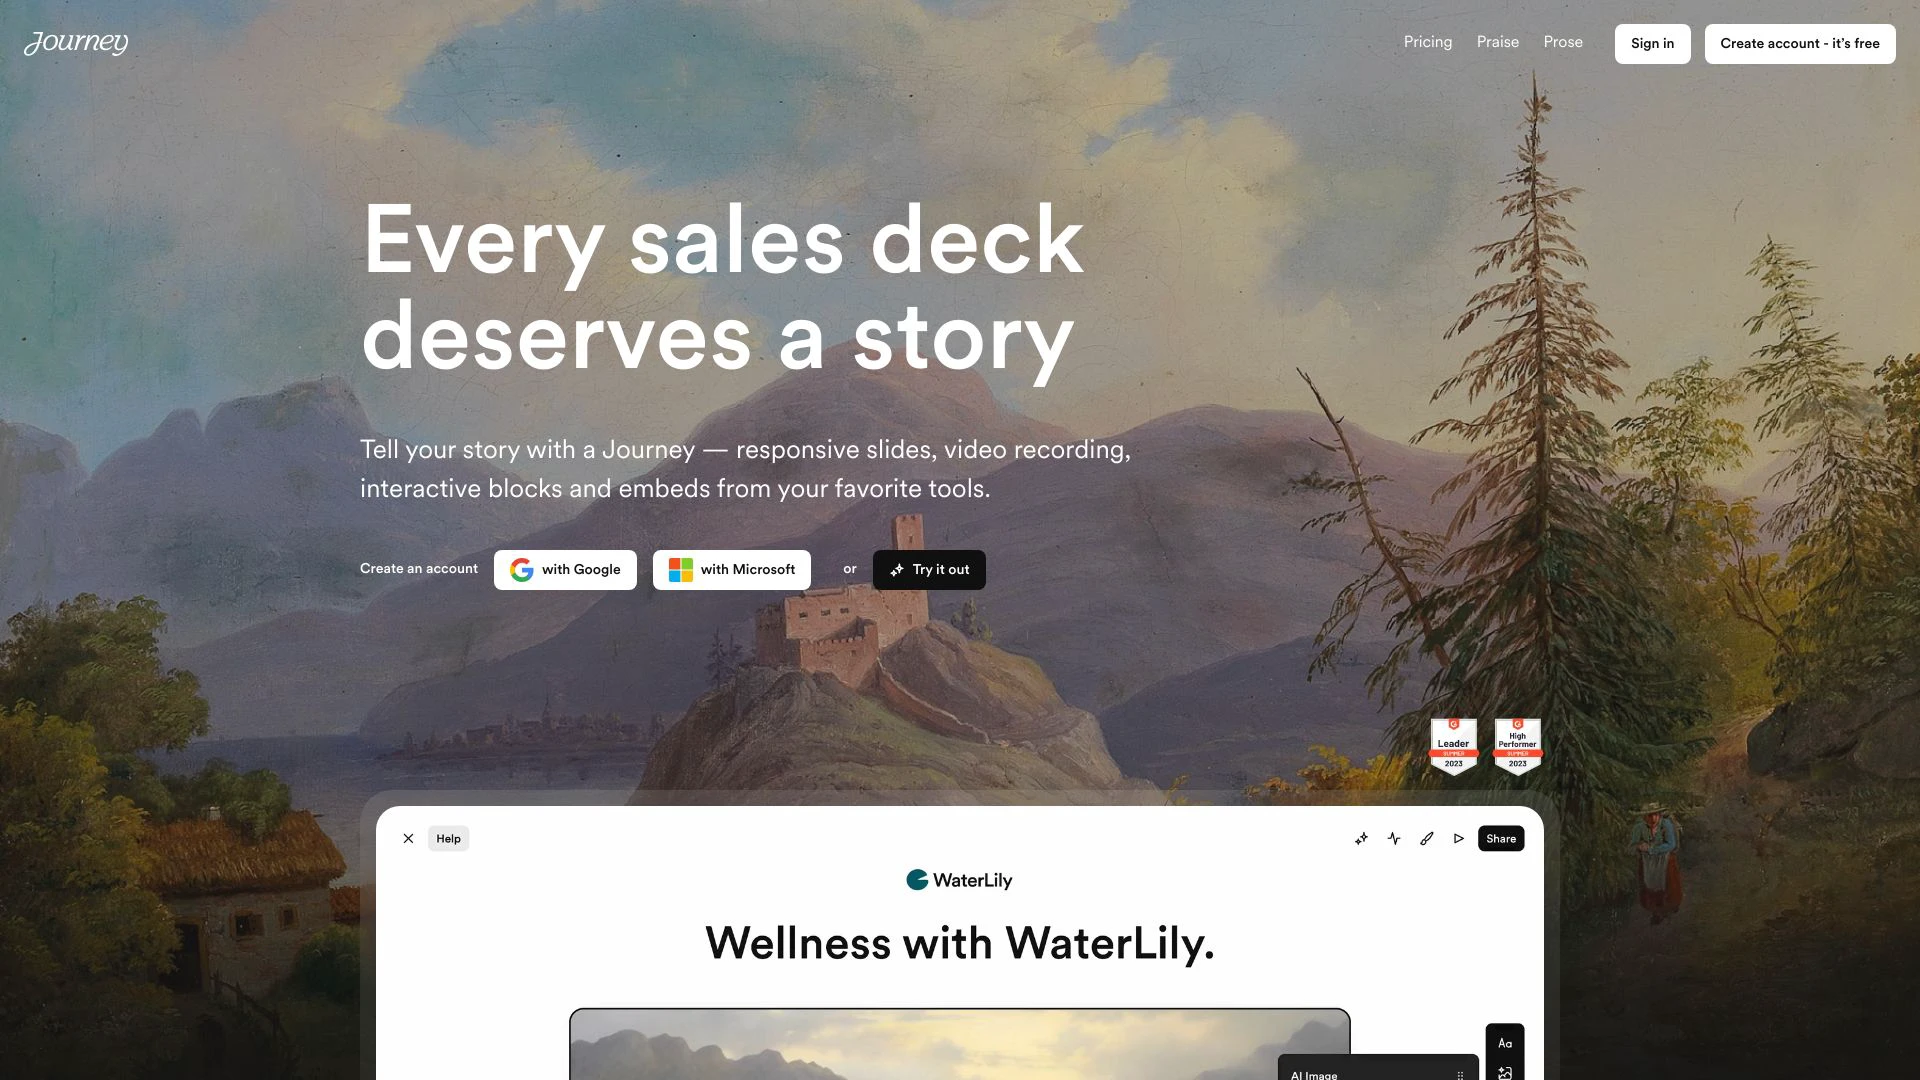 Journey
Pricing Praise Prose Sign in Create account - it's free
Every sales deck
deserves a story
Tell your story with a Journey — responsive slides, video recording,
interactive blocks and embeds from your favorite tools.
Create an account with Google with Microsoft or Try it out
Leader
SUMMER
2023
High
Performer
SUMMER
2023
Help
Share
WaterLily
Wellness with WaterLily.
Aa
AI Image